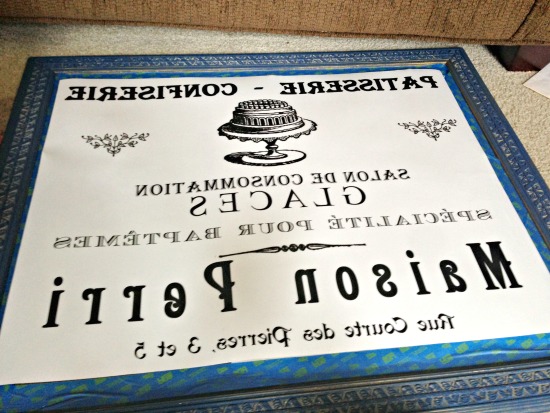 PATISSERIE - CONFISERIE
SALON DE CONSOMMATION
GLACES
SPÉCIALITÉ POUR BAPTÊMES
Maison Perri
Rue Courte des Pierres, 3 et 5